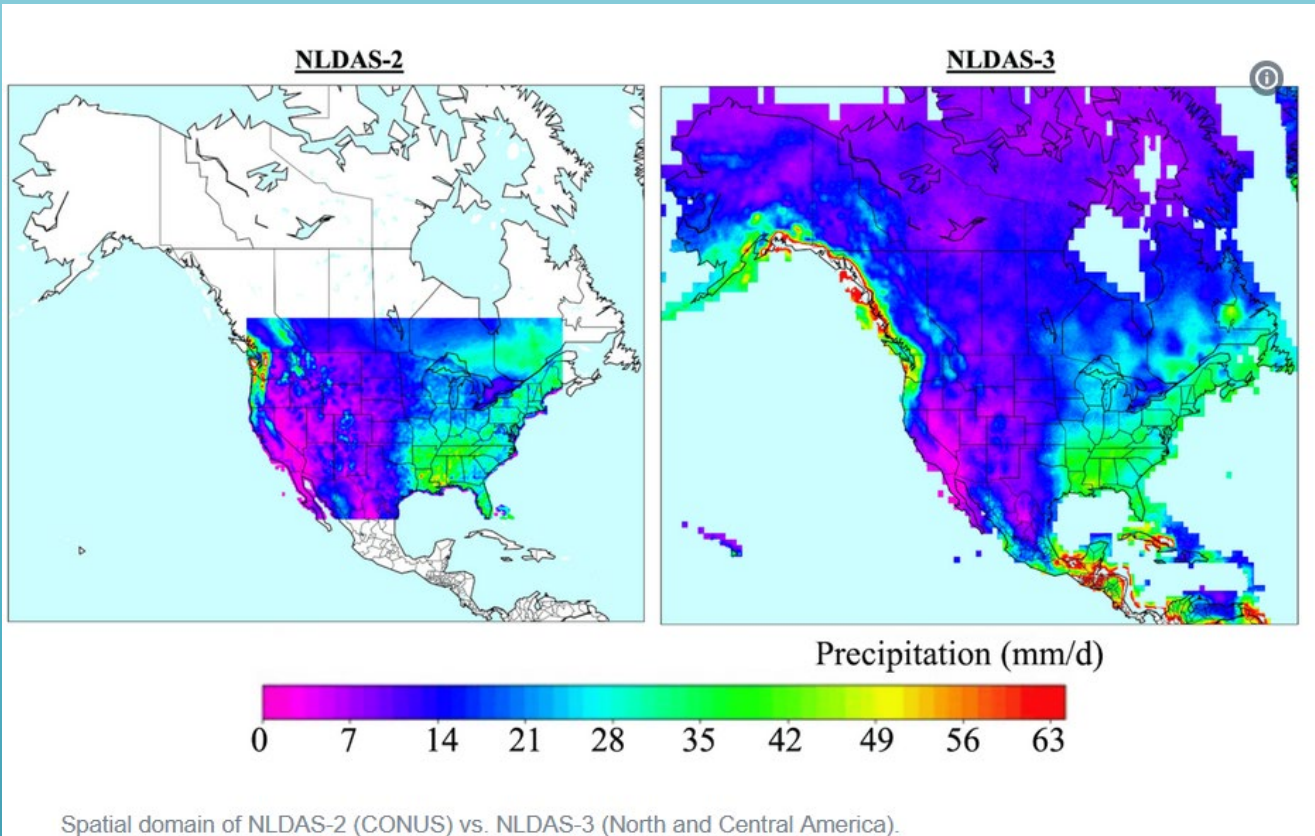 NLDAS-2
NLDAS-3
i
Precipitation (mm/d)
0 7 14 21 28 35 42 49 56 63
Spatial domain of NLDAS-2 (CONUS) vs. NLDAS-3 (North and Central America).